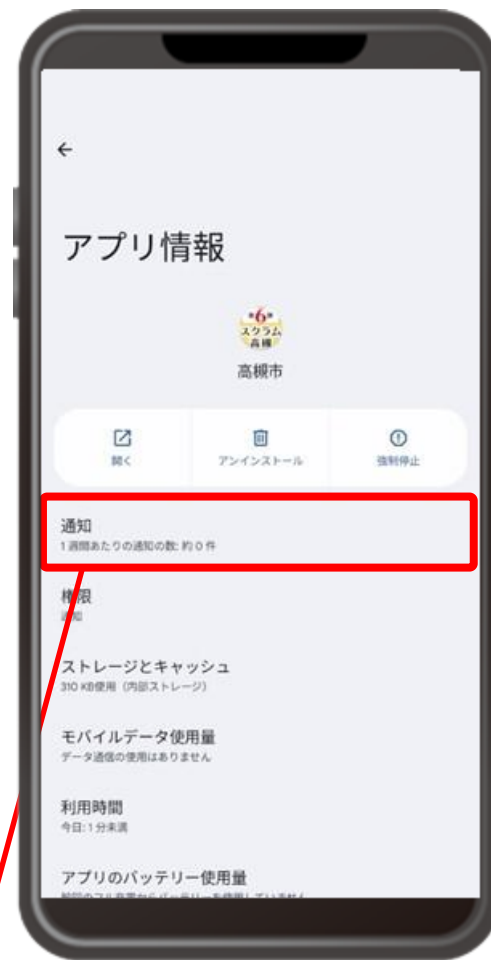 ←
アプリ情報
第6弾
スクラム
高槻
高槻市
開く
アンインストール
強制停止
通知
1 週間あたりの通知の数: 約 0 件
権限
通知
ストレージとキャッシュ
310 KB使用（内部ストレージ）
モバイルデータ使用量
データ通信の使用はありません
利用時間
今日: 1 分未満
アプリのバッテリー使用量